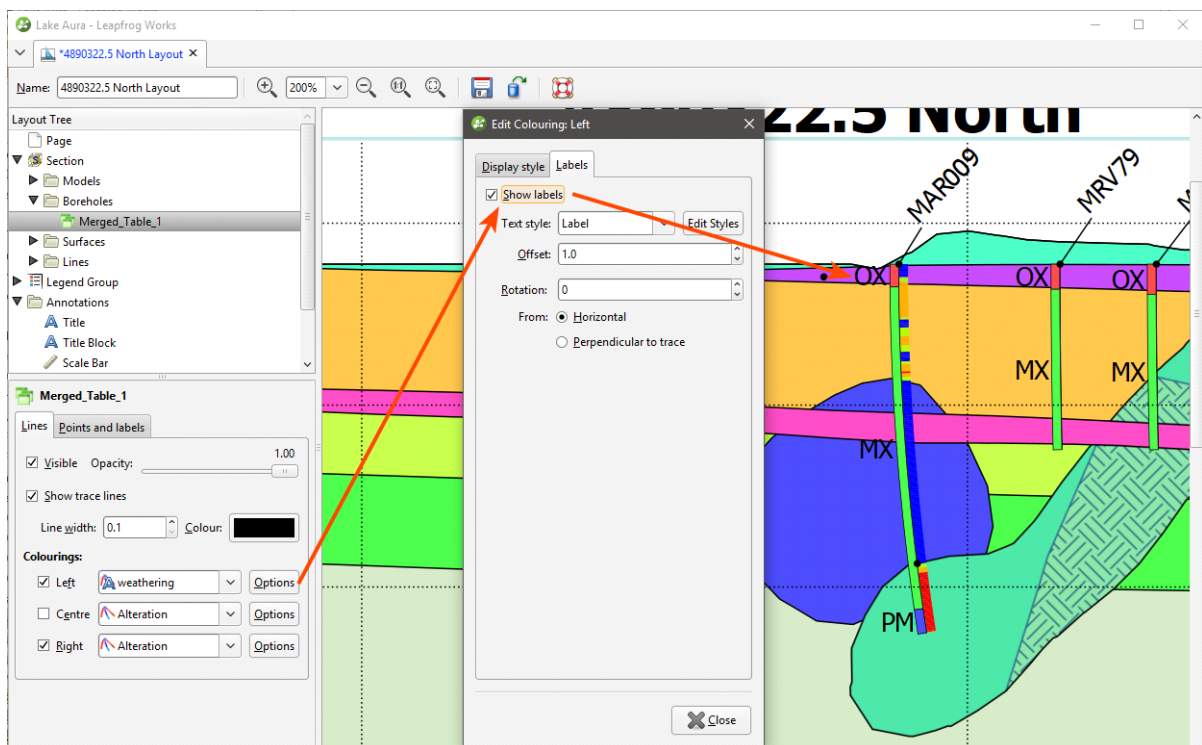 Lake Aura - Leapfrog Works
*4890322.5 North Layout
Name: 4890322.5 North Layout
200%
1:1
Layout Tree
Page
Section
Models
Boreholes
Merged_Table_1
Surfaces
Lines
Legend Group
Annotations
Title
Title Block
Scale Bar
Merged_Table_1
Lines Points and labels
Visible Opacity: 1.00
Show trace lines
Line width: 0.1 Colour:
Colourings:
Left weathering Options
Centre Alteration Options
Right Alteration Options
Edit Colouring: Left
Display style Labels
Show labels
Text style: Label Edit Styles
Offset: 1.0
Rotation: 0
From: Horizontal
Perpendicular to trace
Close
22.5 North
MAR009
MRV79
OX OX OX
MX MX
MX
PM